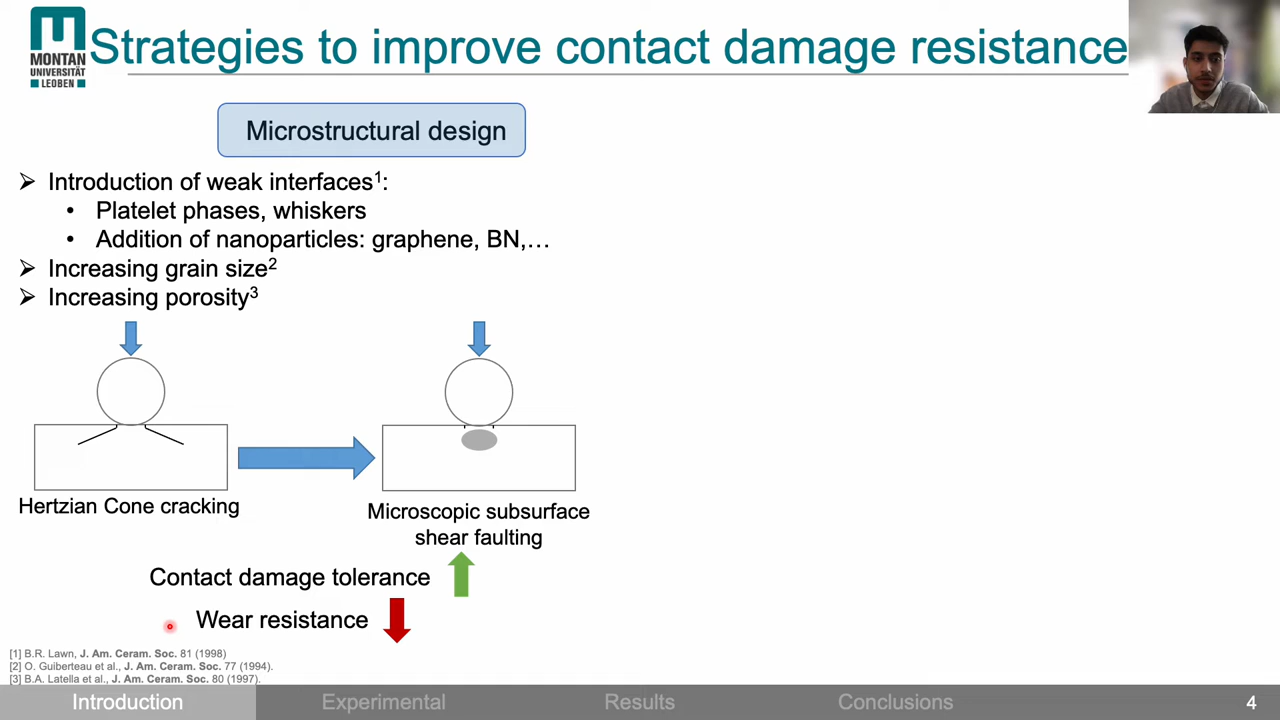 MONTAN
UNIVERSITÄT
LEOBEN
Strategies to improve contact damage resistance
Microstructural design
➢ Introduction of weak interfaces¹:
• Platelet phases, whiskers
• Addition of nanoparticles: graphene, BN,…
➢ Increasing grain size²
➢ Increasing porosity³
Hertzian Cone cracking
Microscopic subsurface
shear faulting
Contact damage tolerance
Wear resistance
[1] B.R. Lawn, J. Am. Ceram. Soc. 81 (1998)
[2] O. Guiberteau et al., J. Am. Ceram. Soc. 77 (1994).
[3] B.A. Latella et al., J. Am. Ceram. Soc. 80 (1997).
Introduction Experimental Results Conclusions 4